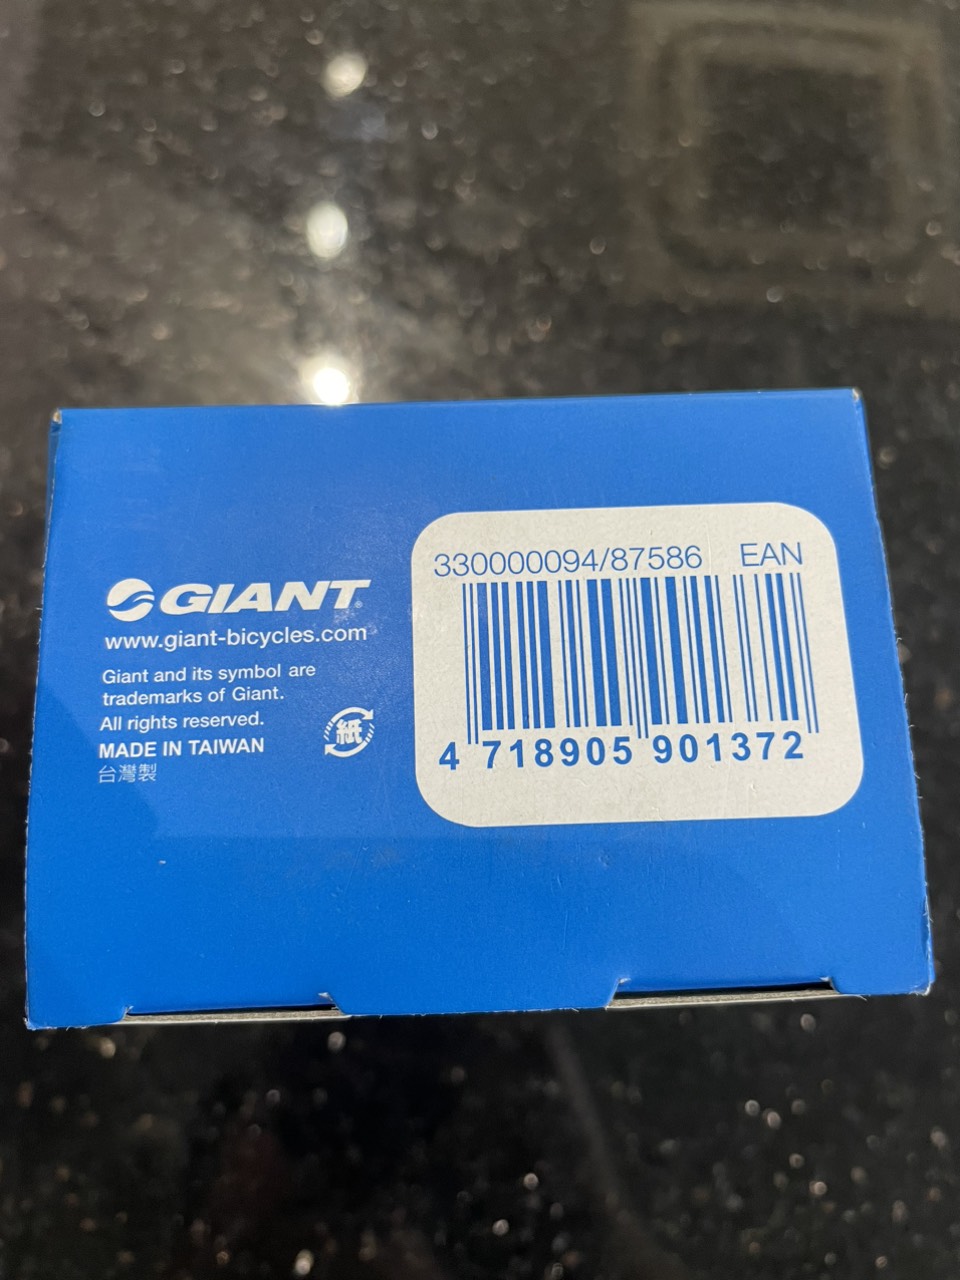 GIANT
www.giant-bicycles.com
Giant and its symbol are
trademarks of Giant.
All rights reserved.
MADE IN TAIWAN
台灣製
紙
330000094/87586 EAN
4 718905 901372